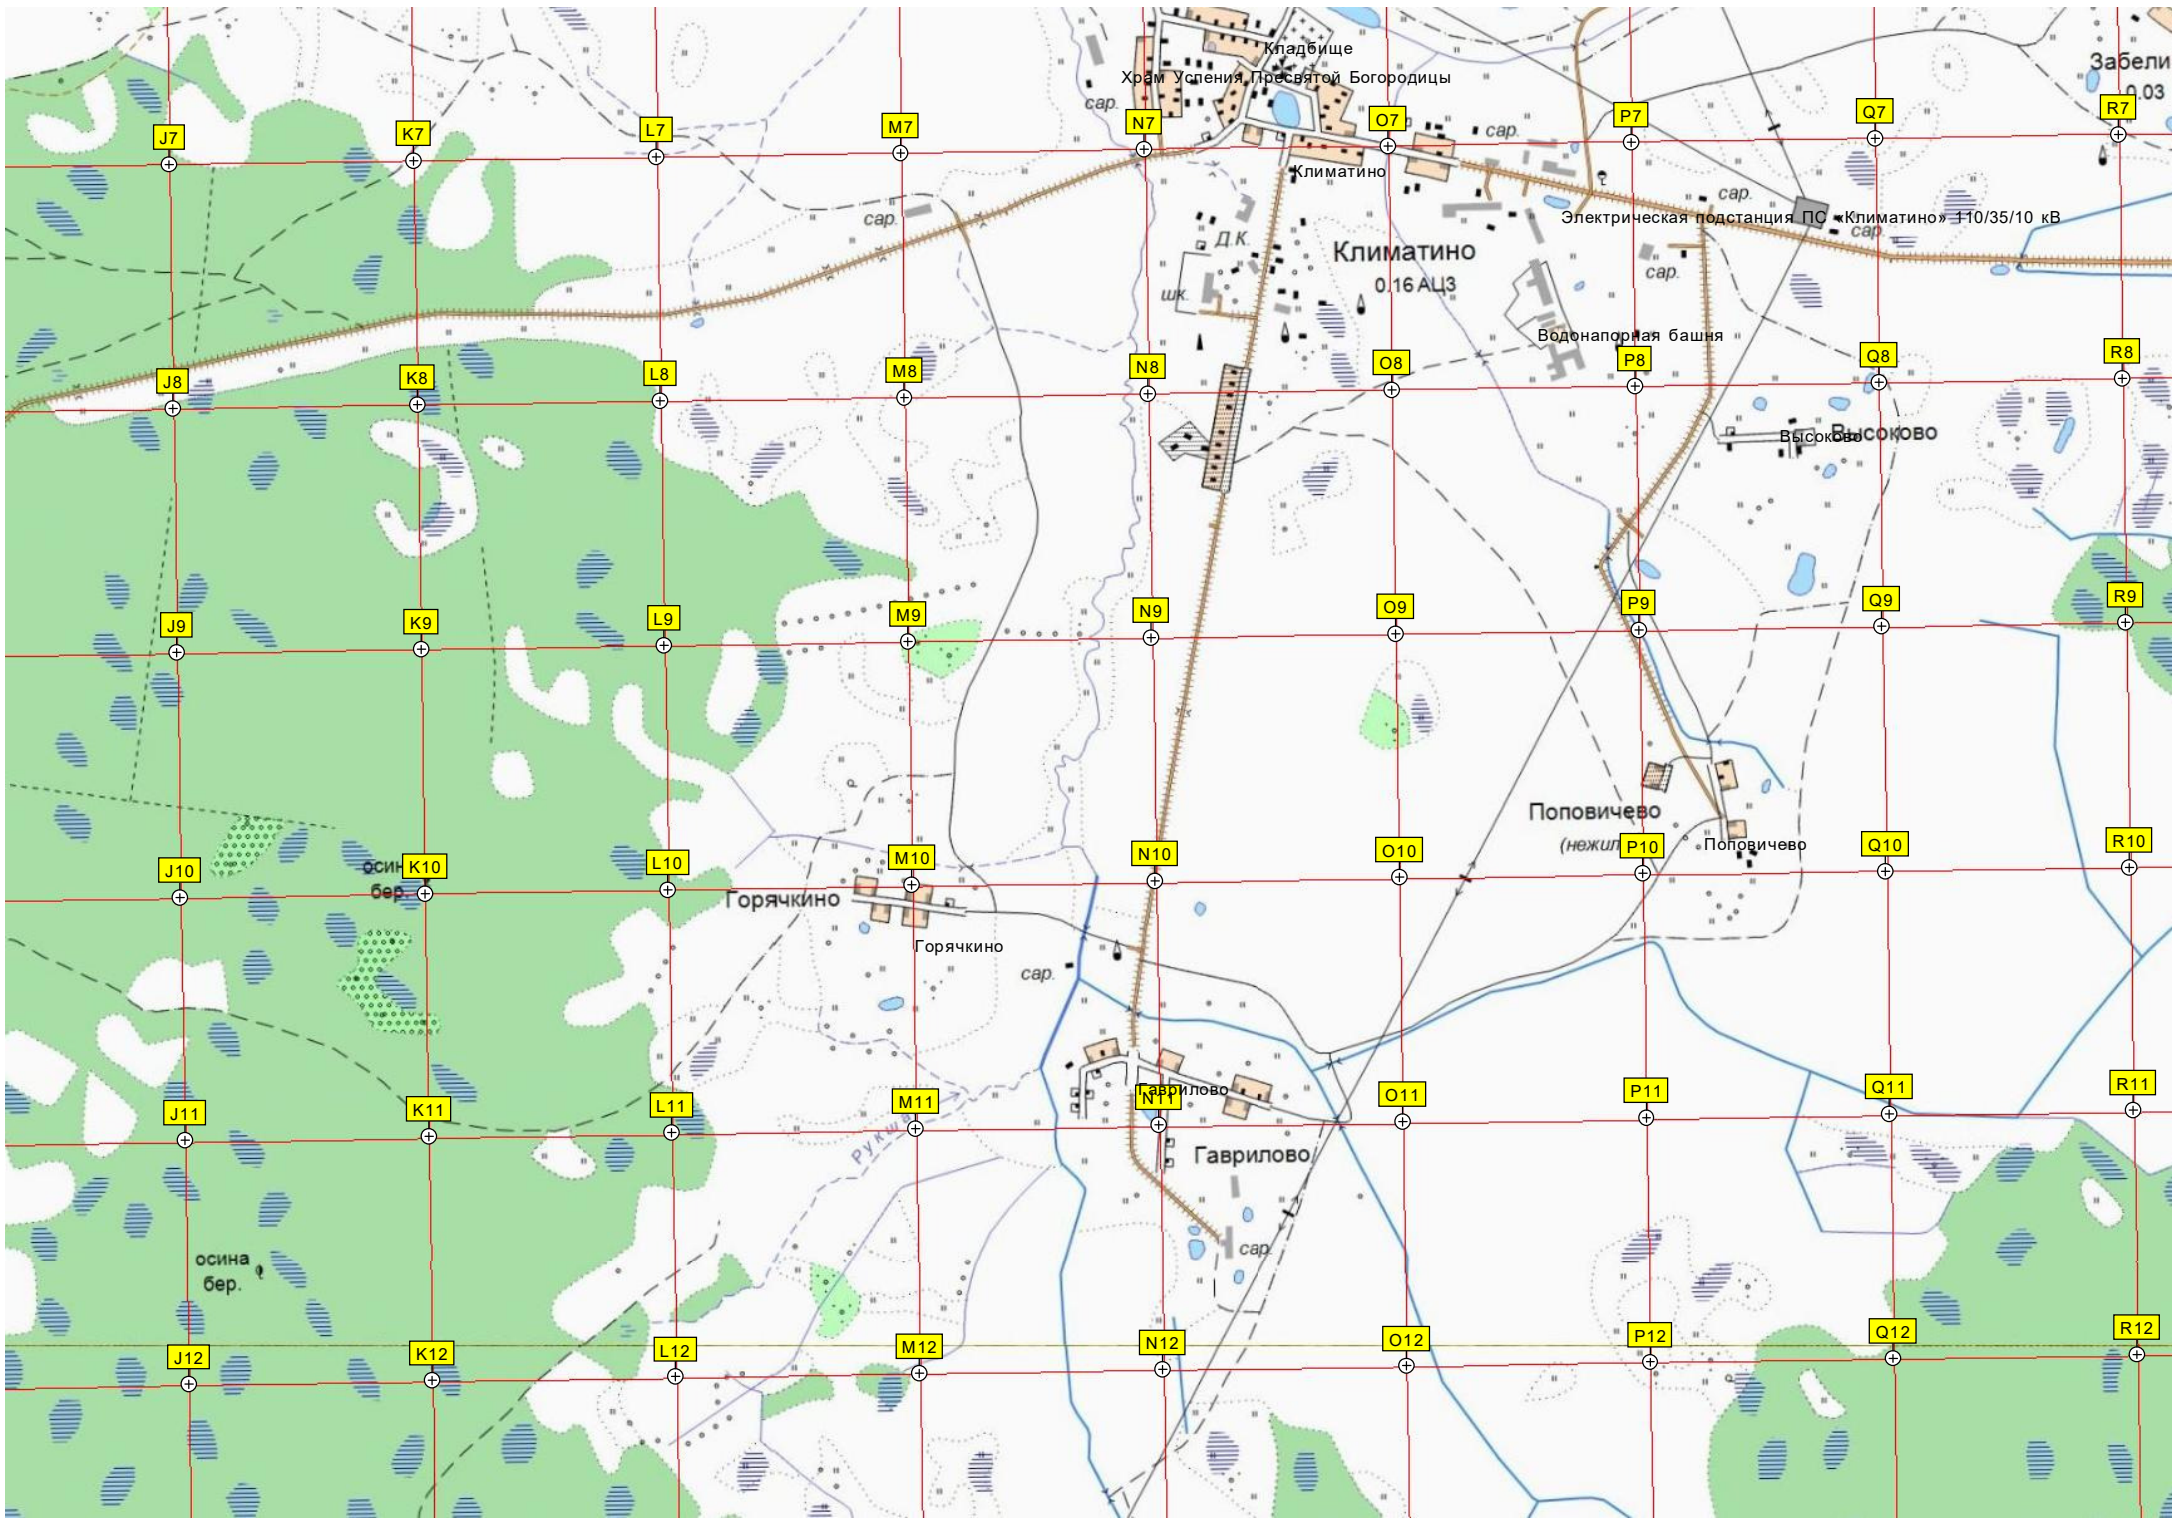 Кладбище
Забели
Храм Успения Пресвятой Богородицы
0.03
сар.
J7
K7
L7
M7
N7
O7
сар.
P7
Q7
R7
Климатино
сар.
сар.
Электрическая подстанция ПС «Климатино» 110/35/10 кВ
сар.
Д.К.
Климатино
сар.
0.16 АЦЗ
шк.
Водонапорная башня
J8
K8
L8
M8
N8
O8
P8
Q8
R8
Высоково
Высоково
J9
K9
L9
M9
N9
O9
P9
Q9
R9
Поповичево
(нежил
Поповичево
осин
бер.
J10
K10
L10
M10
N10
O10
P10
Q10
R10
Горячкино
Горячкино
сар.
Гаврилово
J11
K11
L11
M11
N11
O11
P11
Q11
R11
Рукша
Гаврилово
сар.
осина
бер.
J12
K12
L12
M12
N12
O12
P12
Q12
R12